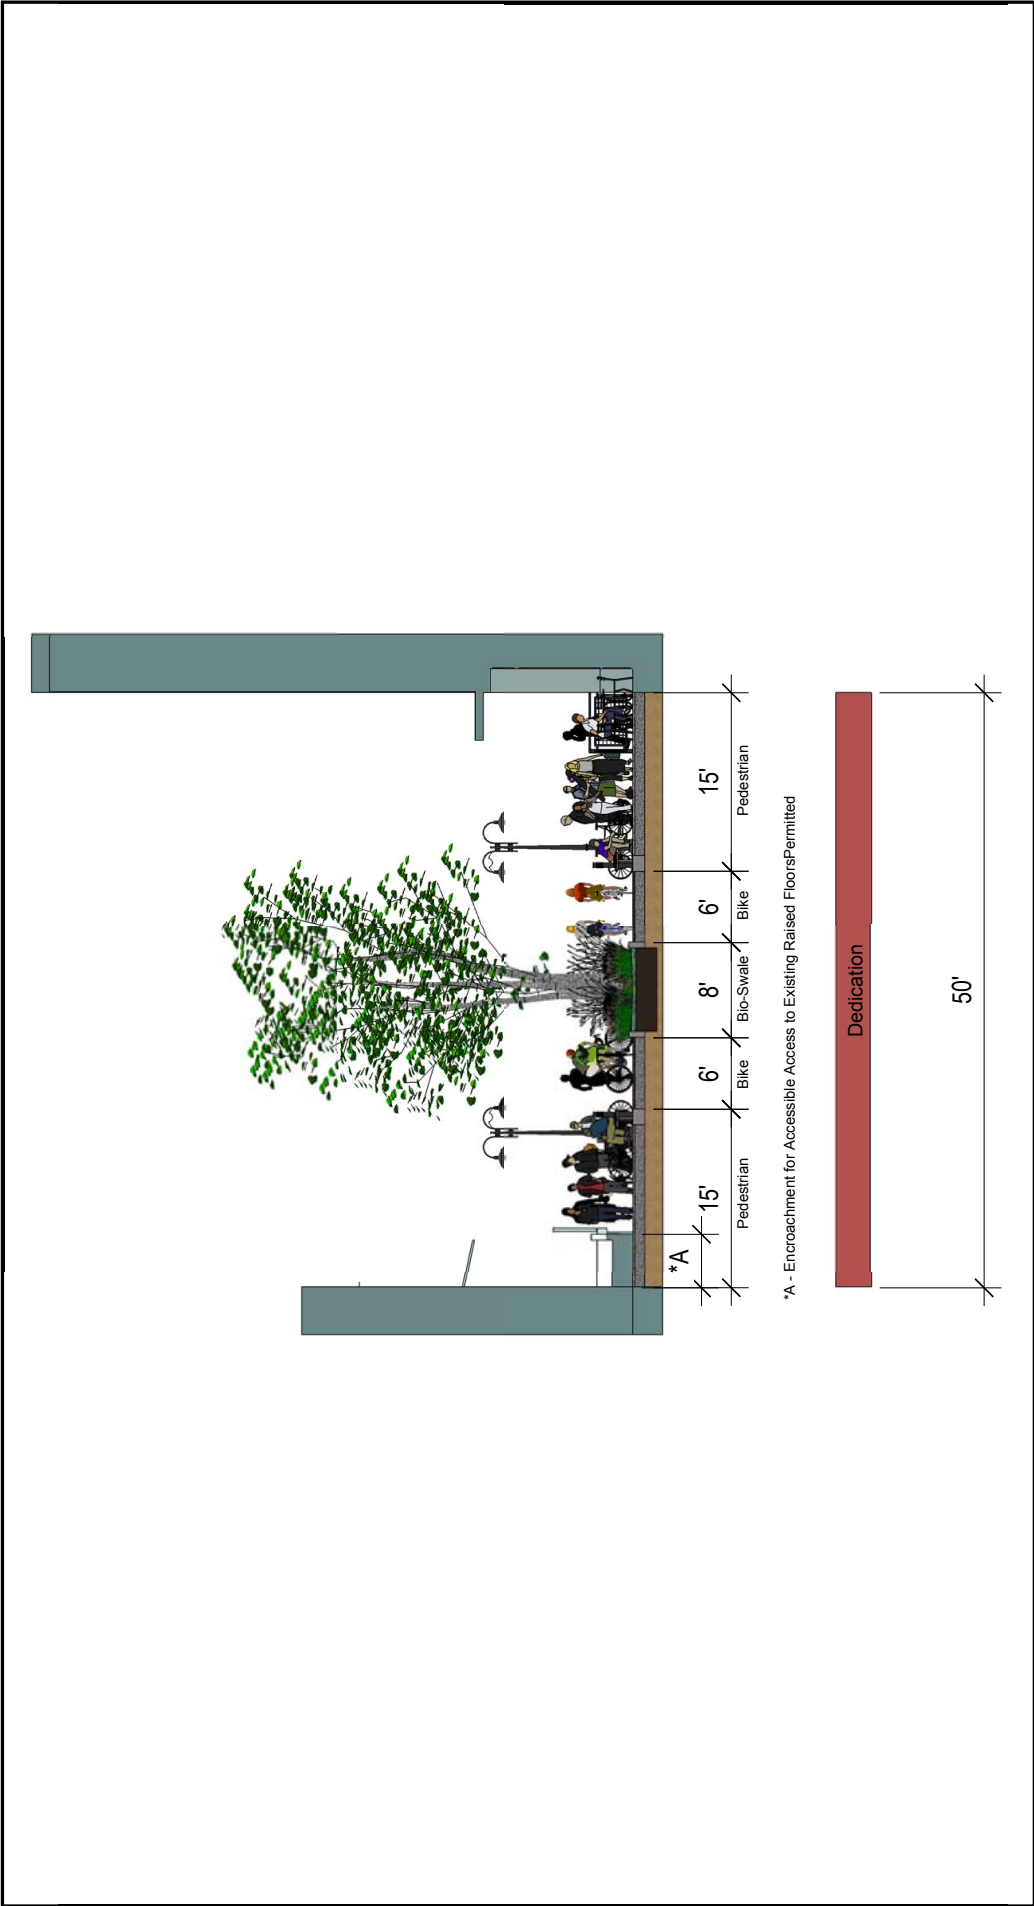 *A
15'
6'
8'
6'
15'
Pedestrian
Bike
Bio-Swale
Bike
Pedestrian
*A - Encroachment for Accessible Access to Existing Raised FloorsPermitted
Dedication
50'